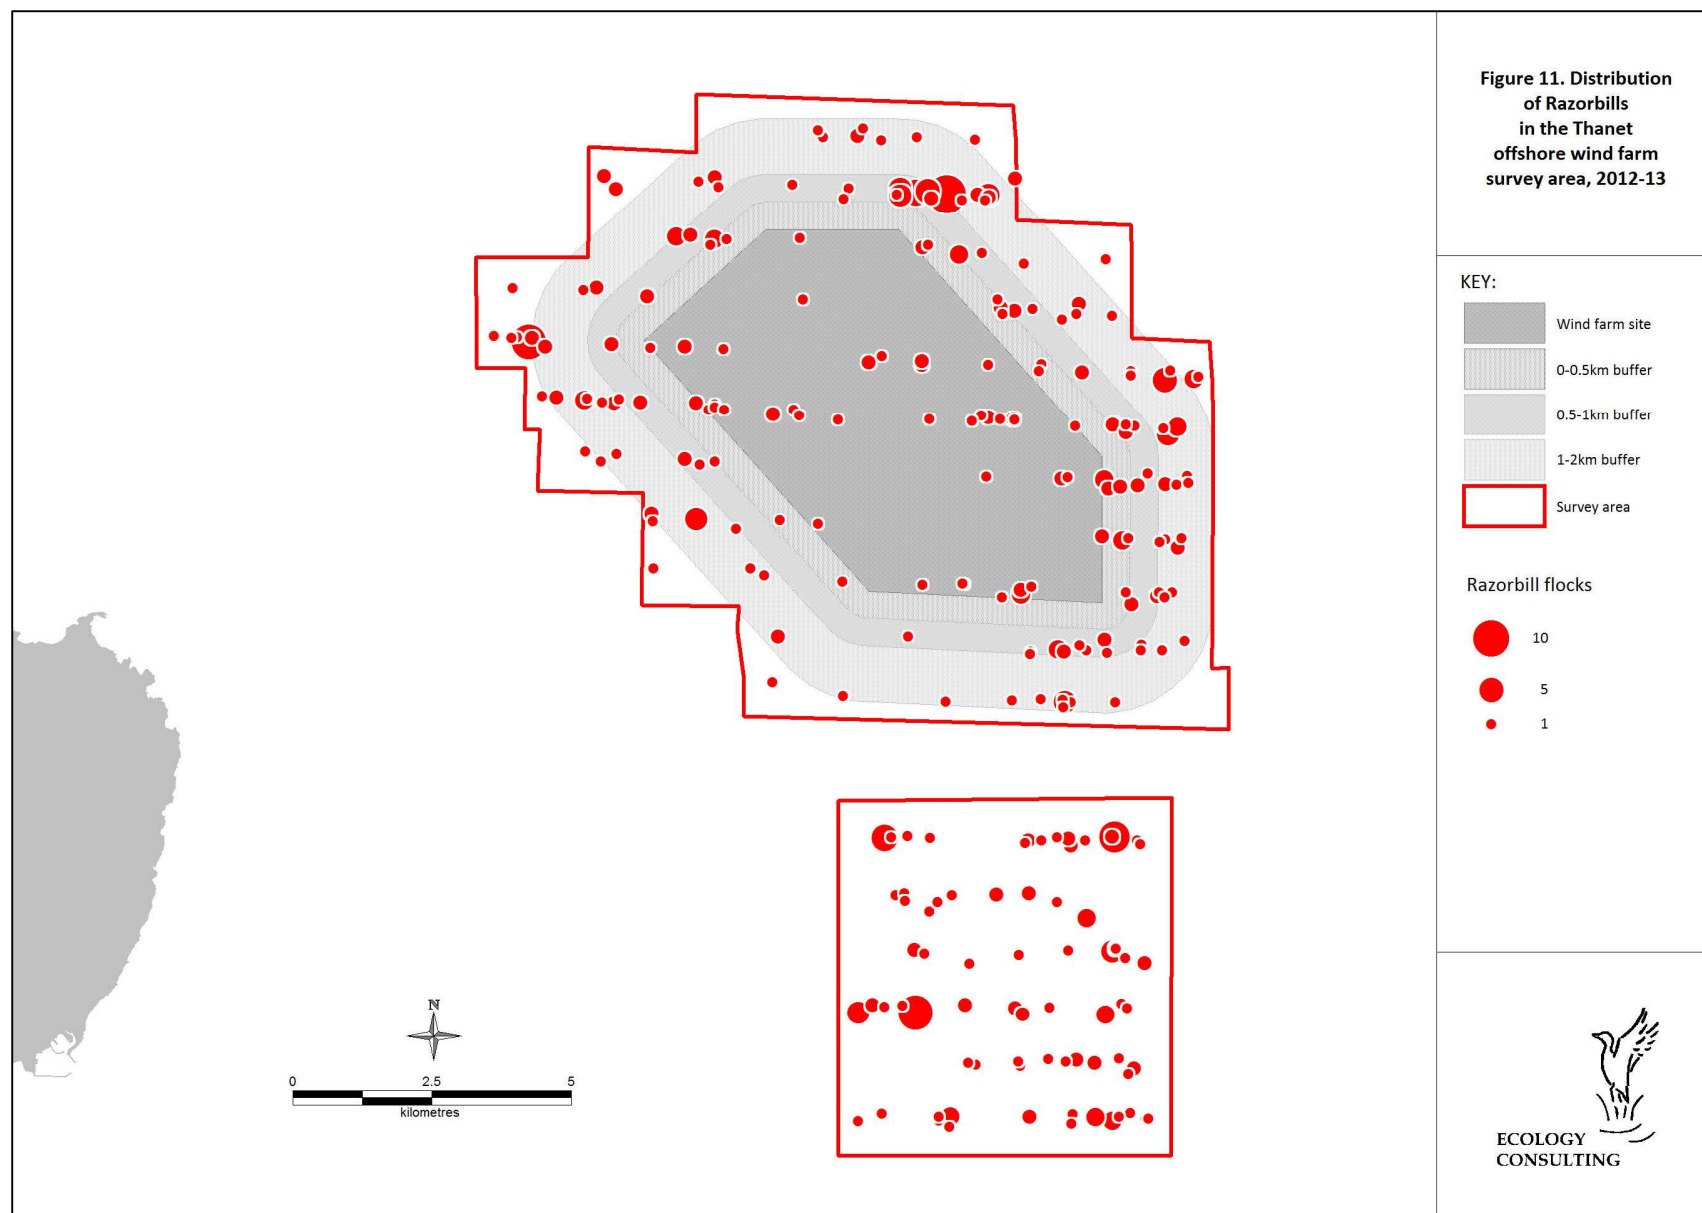 Figure 11. Distribution
of Razorbills
in the Thanet
offshore wind farm
survey area, 2012-13
KEY:
Wind farm site
0-0.5km buffer
0.5-1km buffer
1-2km buffer
Survey area
Razorbill flocks
10
5
1
N
0 2.5 5
kilometres
ECOLOGY
CONSULTING